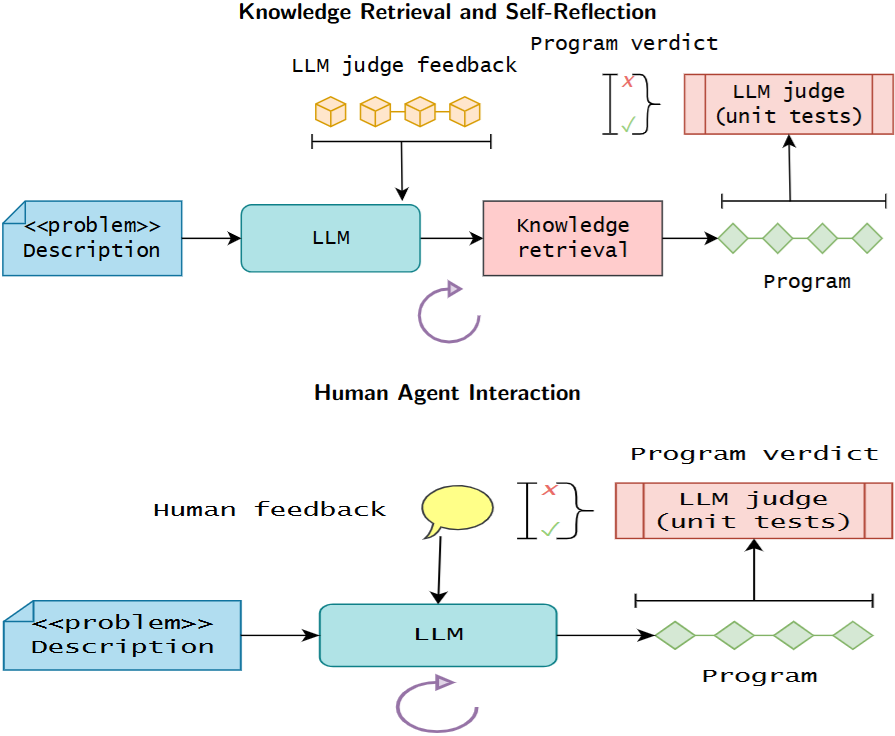 Knowledge Retrieval and Self-Reflection
Program verdict
LLM judge feedback
x
LLM judge
(unit tests)
✓
<<problem>>
Description
LLM
Knowledge
retrieval
Program
Human Agent Interaction
Program verdict
Human feedback
x
LLM judge
(unit tests)
✓
<<problem>>
Description
LLM
Program